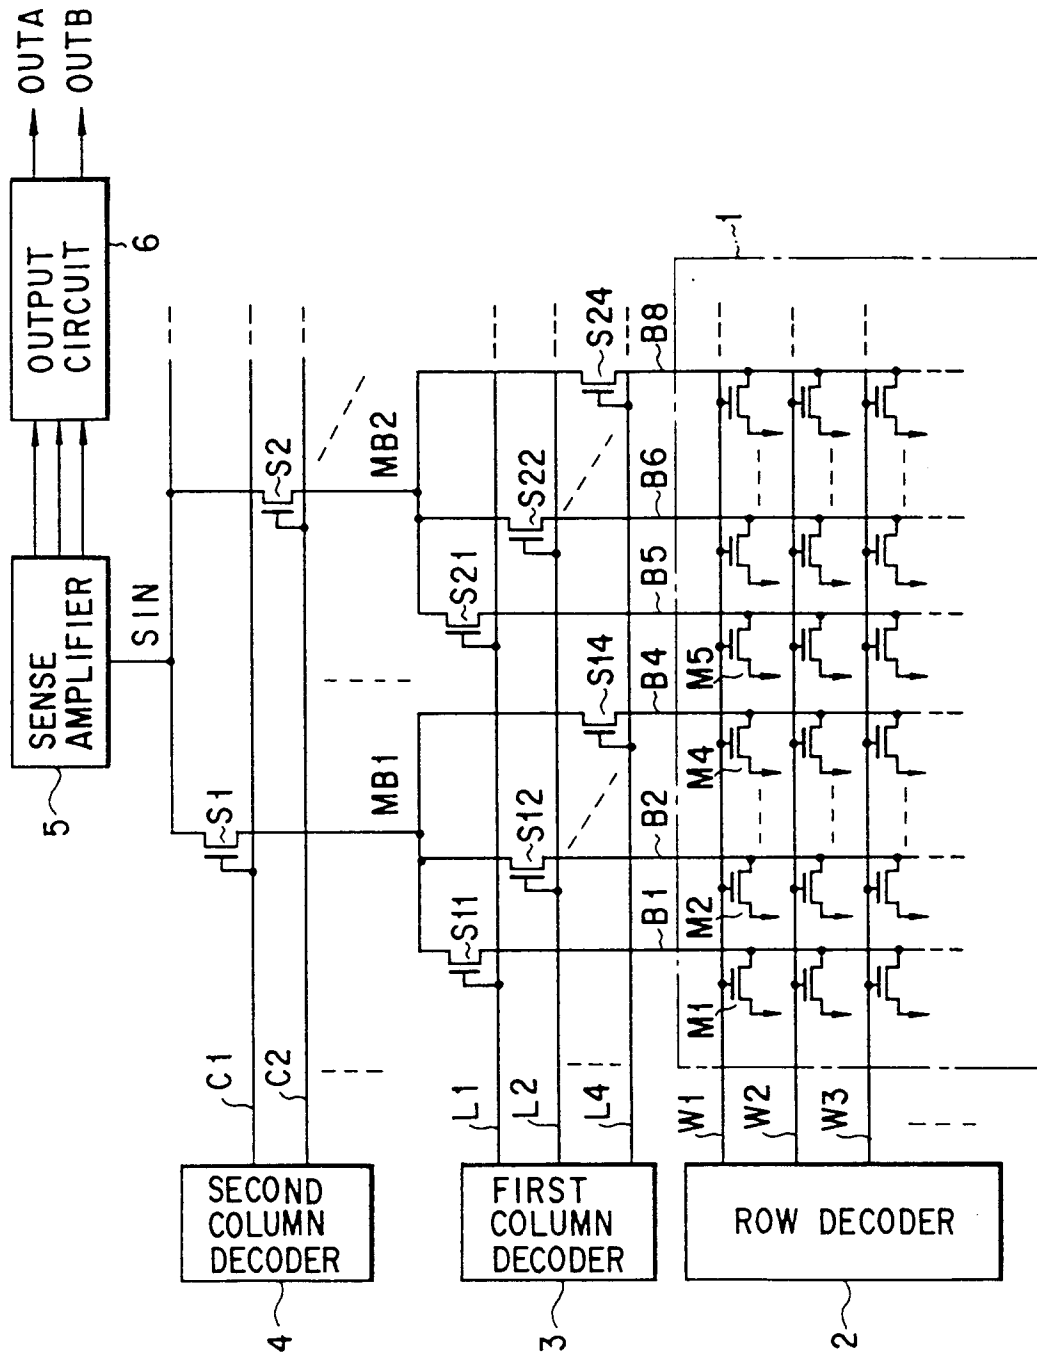 OUTA
OUTB
OUTPUT
CIRCUIT
6
SENSE
AMPLIFIER
5
SIN
S1
S2
C1
C2
SECOND
COLUMN
DECODER
4
MB1
MB2
S11
S12
S14
S21
S22
S24
L1
L2
L4
FIRST
COLUMN
DECODER
3
B1
B2
B4
B5
B6
B8
1
M1
M2
M4
M5
W1
W2
W3
ROW DECODER
2